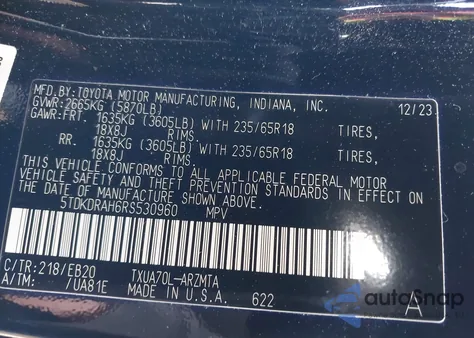 MFD.BY:TOYOTA MOTOR MANUFACTURING, INDIANA, INC. 12/23
GVWR:2665KG (5870LB)
GAWR:FRT. 1635KG (3605LB) WITH 235/65R18 TIRES,
18X8J RIMS,
RR. 1635KG (3605LB) WITH 235/65R18 TIRES,
18X8J RIMS.
THIS VEHICLE CONFORMS TO ALL APPLICABLE FEDERAL MOTOR
VEHICLE SAFETY AND THEFT PREVENTION STANDARDS IN EFFECT ON
THE DATE OF MANUFACTURE SHOWN ABOVE.
5TDKDRAH6RS530960 MPV
C/TR:218/EB20 TXUA70L-ARZMTA
A/TM: /UA81E MADE IN U.S.A. 622 A
autoSnap